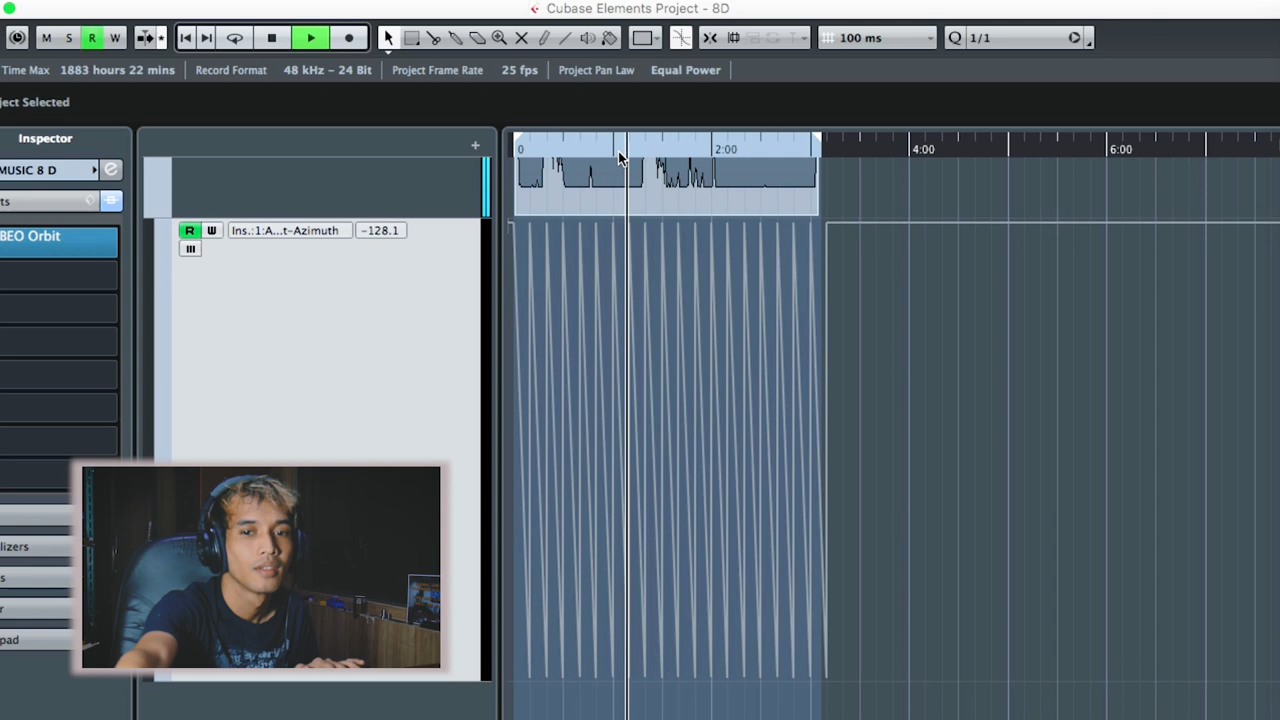 Cubase Elements Project - 8D
M S R W
100 ms
Q 1/1
Time Max 1883 hours 22 mins Record Format 48 kHz - 24 Bit Project Frame Rate 25 fps Project Pan Law Equal Power
ject Selected
Inspector
0 2:00 4:00 6:00
MUSIC 8 D
ts
BEO Orbit
R W Ins.:1:A...t-Azimuth -128.1
lizers
s
r
pad